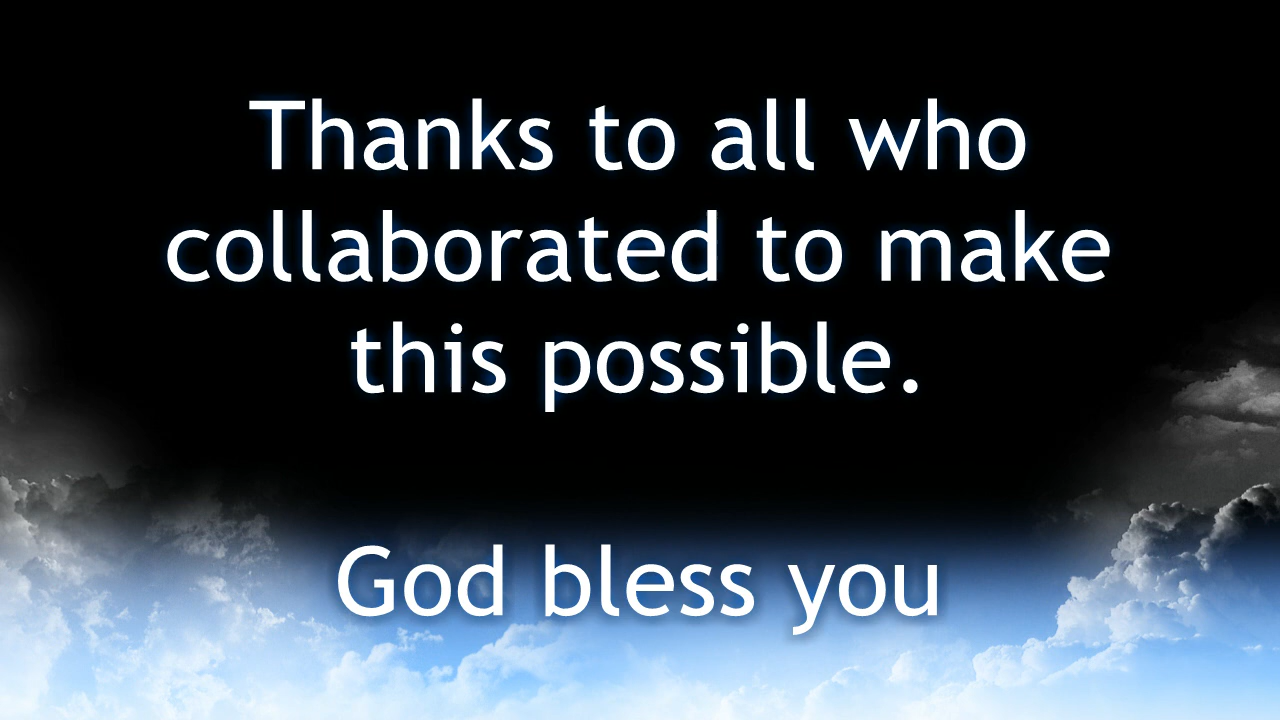 Thanks to all who
collaborated to make
this possible.
God bless you